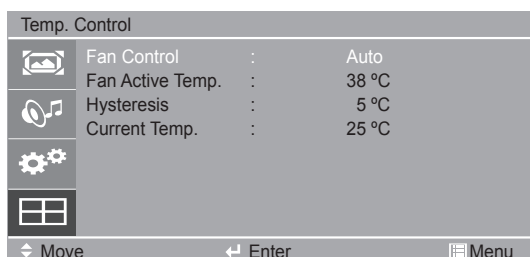 Temp. Control
Fan Control : Auto
Fan Active Temp. : 38 ºC
Hysteresis : 5 ºC
Current Temp. : 25 ºC
Move Enter Menu